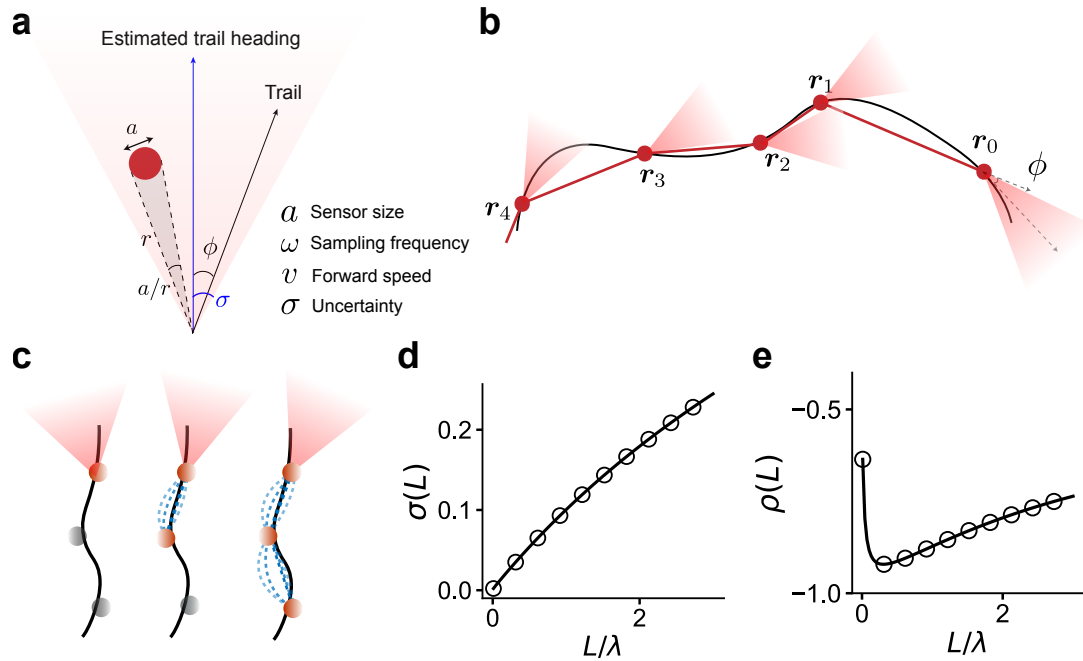 a
Estimated trail heading
Trail
a
r
a/r
ϕ
σ
a Sensor size
ω Sampling frequency
v Forward speed
σ Uncertainty
b
r₁
r₀
ϕ
r₂
r₃
r₄
c
d
σ(L)
0.2
0.1
0.0
0
2
L/λ
e
ρ(L)
−0.5
−1.0
0
2
L/λ